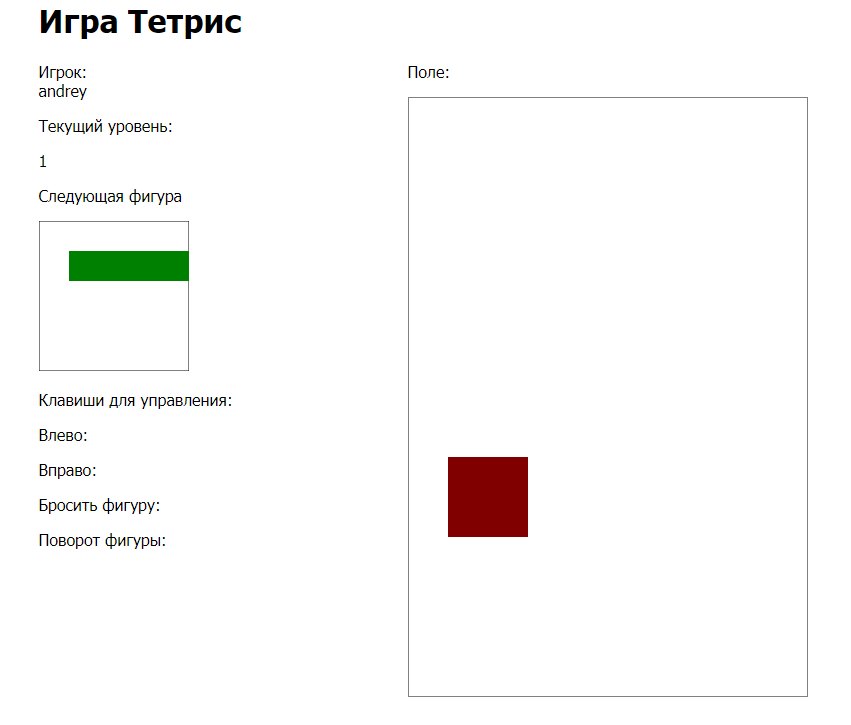 Игра Тетрис
Игрок:
andrey
Текущий уровень:
1
Следующая фигура
Клавиши для управления:
Влево:
Вправо:
Бросить фигуру:
Поворот фигуры:
Поле: